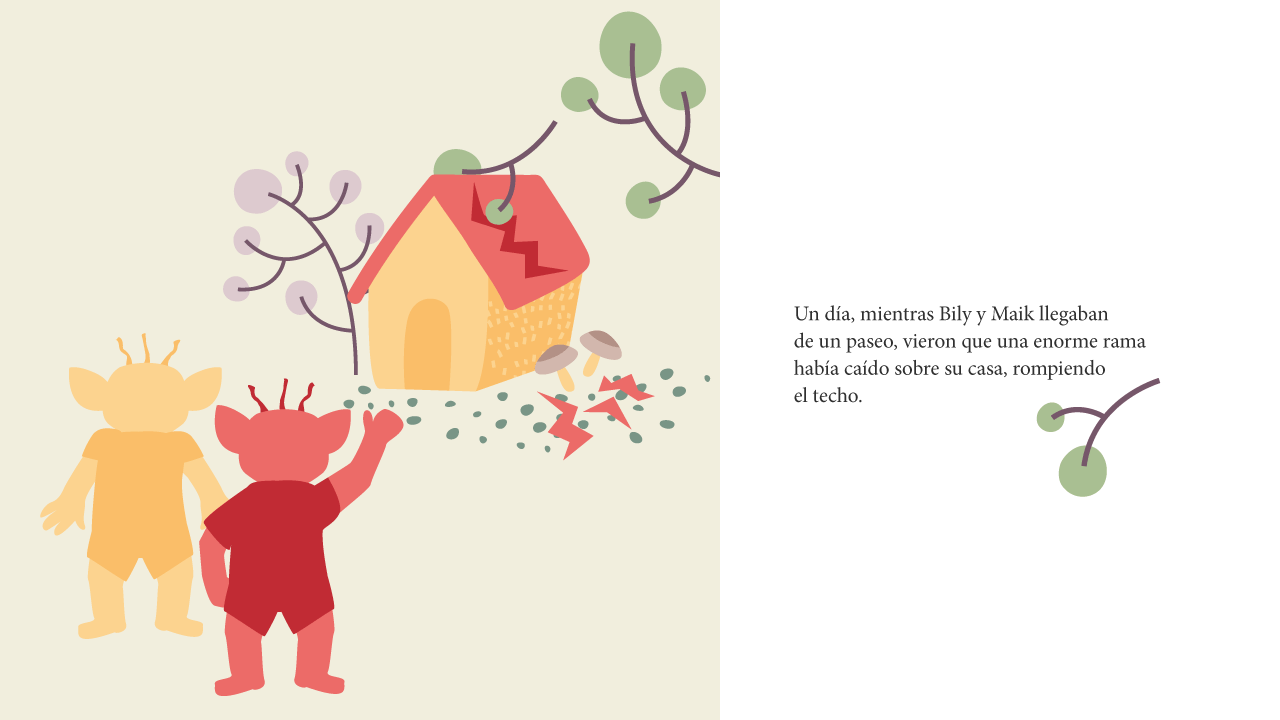 Un día, mientras Bily y Maik llegaban
de un paseo, vieron que una enorme rama
había caído sobre su casa, rompiendo
el techo.